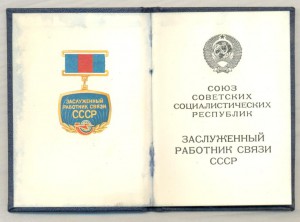 ЗАСЛУЖЕННЫЙ
РАБОТНИК СВЯЗИ
СССР
СОЮЗ
СОВЕТСКИХ
СОЦИАЛИСТИЧЕСКИХ
РЕСПУБЛИК
ЗАСЛУЖЕННЫЙ
РАБОТНИК СВЯЗИ
СССР